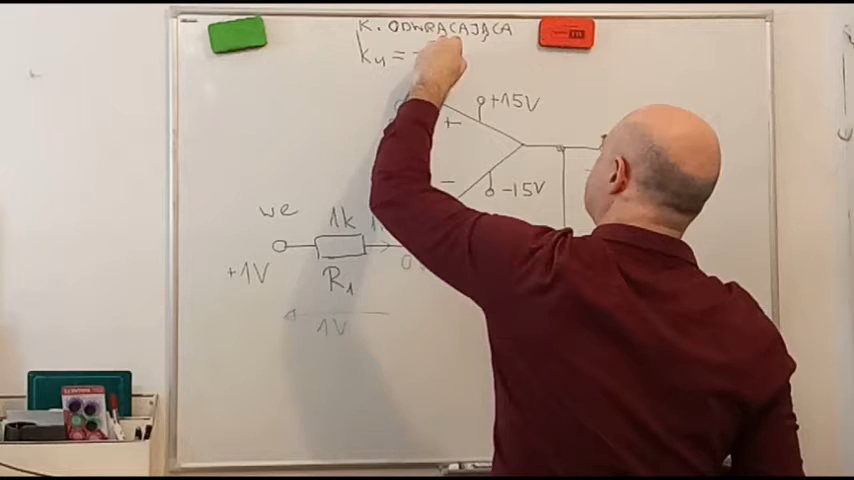 K. ODWRACAJĄCA
ku = -
+15V
+
-
-15V
we
1k
+1V
R1
1V